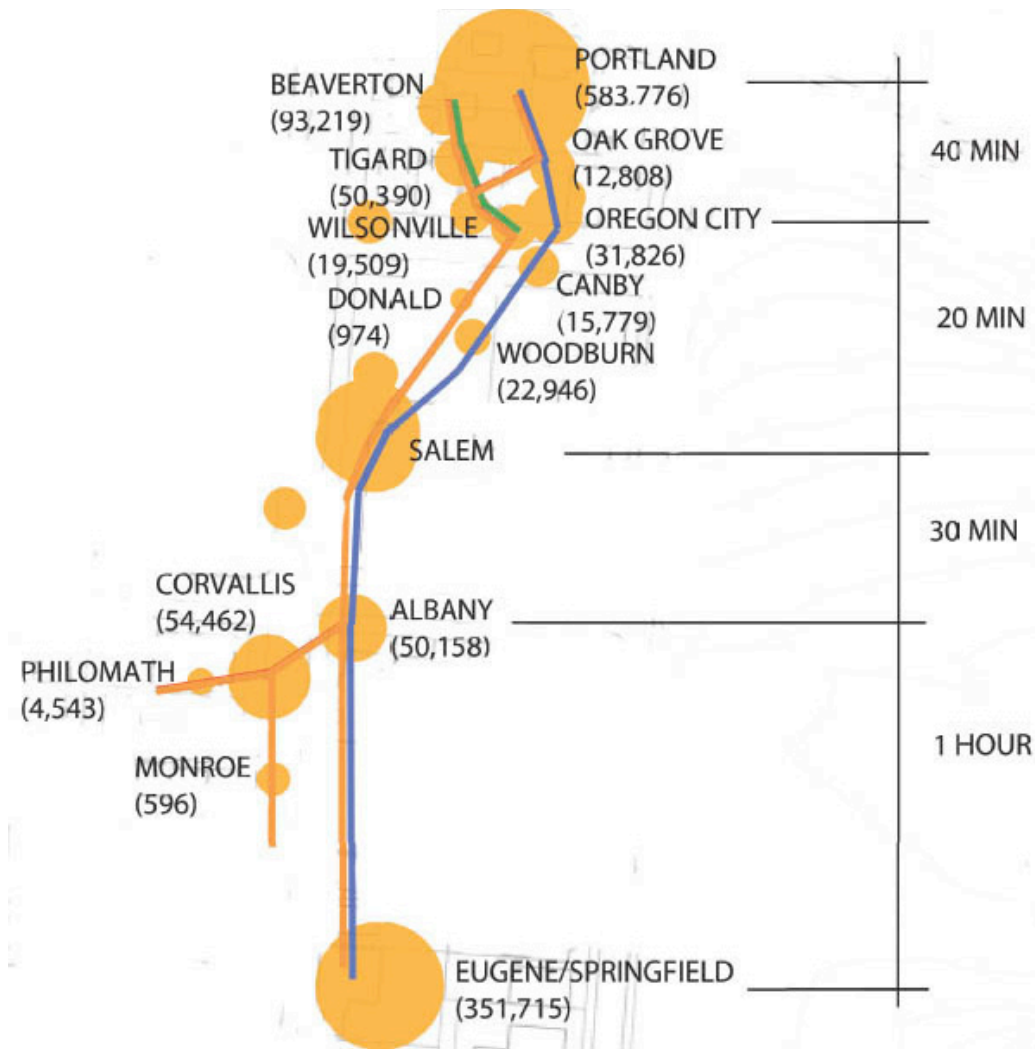 PORTLAND
(583.776)
BEAVERTON
(93,219)
OAK GROVE
(12,808)
40 MIN
TIGARD
(50,390)
WILSONVILLE
(19,509)
OREGON CITY
(31,826)
DONALD
(974)
CANBY
(15,779)
20 MIN
WOODBURN
(22,946)
SALEM
30 MIN
CORVALLIS
(54,462)
ALBANY
(50,158)
PHILOMATH
(4,543)
1 HOUR
MONROE
(596)
EUGENE/SPRINGFIELD
(351,715)